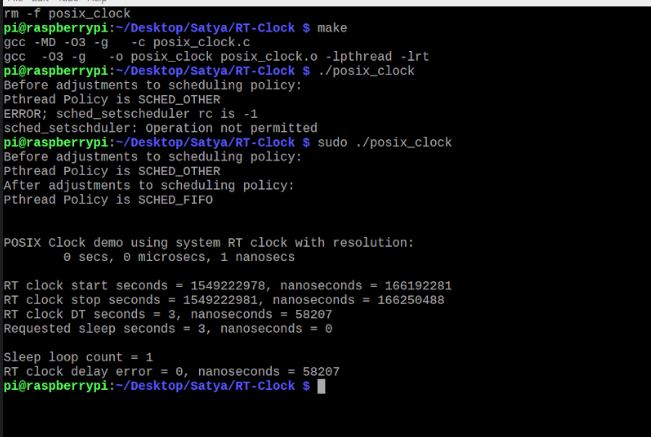 rm -f posix_clock
pi@raspberrypi:~/Desktop/Satya/RT-Clock $ make
gcc -MD -O3 -g   -c posix_clock.c
gcc  -O3 -g   -o posix_clock posix_clock.o -lpthread -lrt
pi@raspberrypi:~/Desktop/Satya/RT-Clock $ ./posix_clock
Before adjustments to scheduling policy:
Pthread Policy is SCHED_OTHER
ERROR; sched_setscheduler rc is -1
sched_setschduler: Operation not permitted
pi@raspberrypi:~/Desktop/Satya/RT-Clock $ sudo ./posix_clock
Before adjustments to scheduling policy:
Pthread Policy is SCHED_OTHER
After adjustments to scheduling policy:
Pthread Policy is SCHED_FIFO
POSIX Clock demo using system RT clock with resolution:
        0 secs, 0 microsecs, 1 nanosecs
RT clock start seconds = 1549222978, nanoseconds = 166192281
RT clock stop seconds = 1549222981, nanoseconds = 166250488
RT clock DT seconds = 3, nanoseconds = 58207
Requested sleep seconds = 3, nanoseconds = 0
Sleep loop count = 1
RT clock delay error = 0, nanoseconds = 58207
pi@raspberrypi:~/Desktop/Satya/RT-Clock $